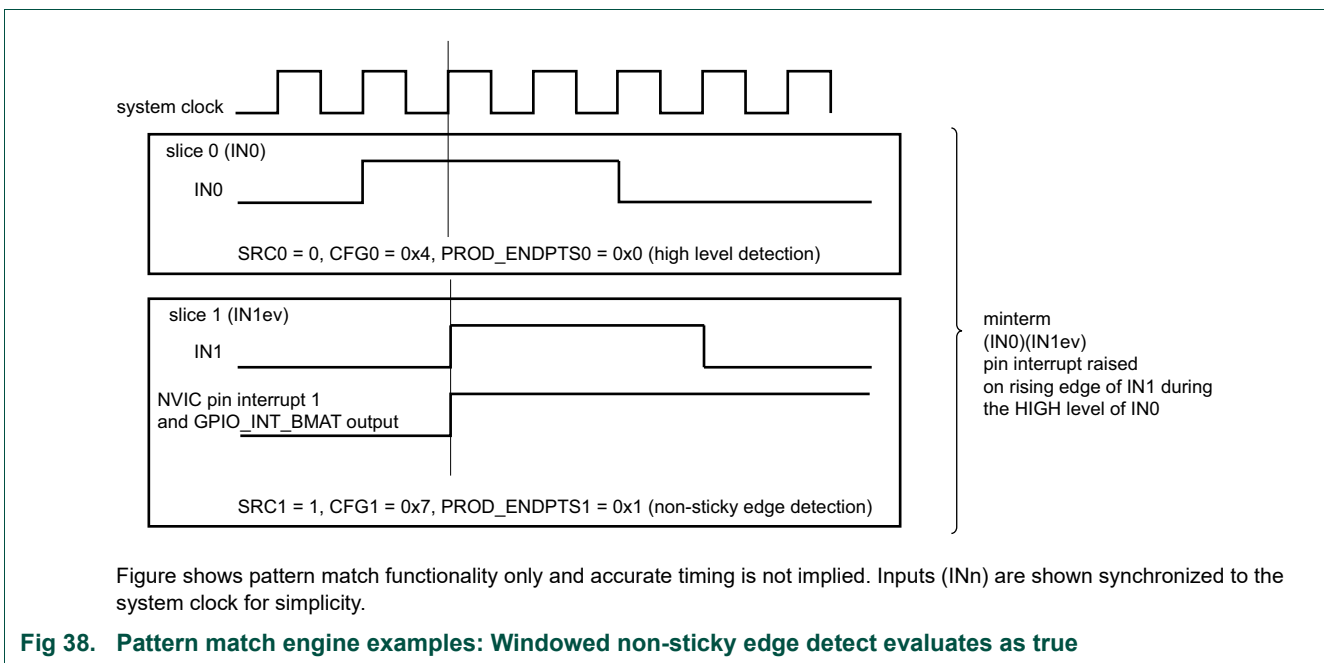 system clock
slice 0 (IN0)
IN0
SRC0 = 0, CFG0 = 0x4, PROD_ENDPTS0 = 0x0 (high level detection)
slice 1 (IN1ev)
IN1
NVIC pin interrupt 1
and GPIO_INT_BMAT output
SRC1 = 1, CFG1 = 0x7, PROD_ENDPTS1 = 0x1 (non-sticky edge detection)
minterm
(IN0)(IN1ev)
pin interrupt raised
on rising edge of IN1 during
the HIGH level of IN0
Figure shows pattern match functionality only and accurate timing is not implied. Inputs (INn) are shown synchronized to the
system clock for simplicity.
Fig 38. Pattern match engine examples: Windowed non-sticky edge detect evaluates as true